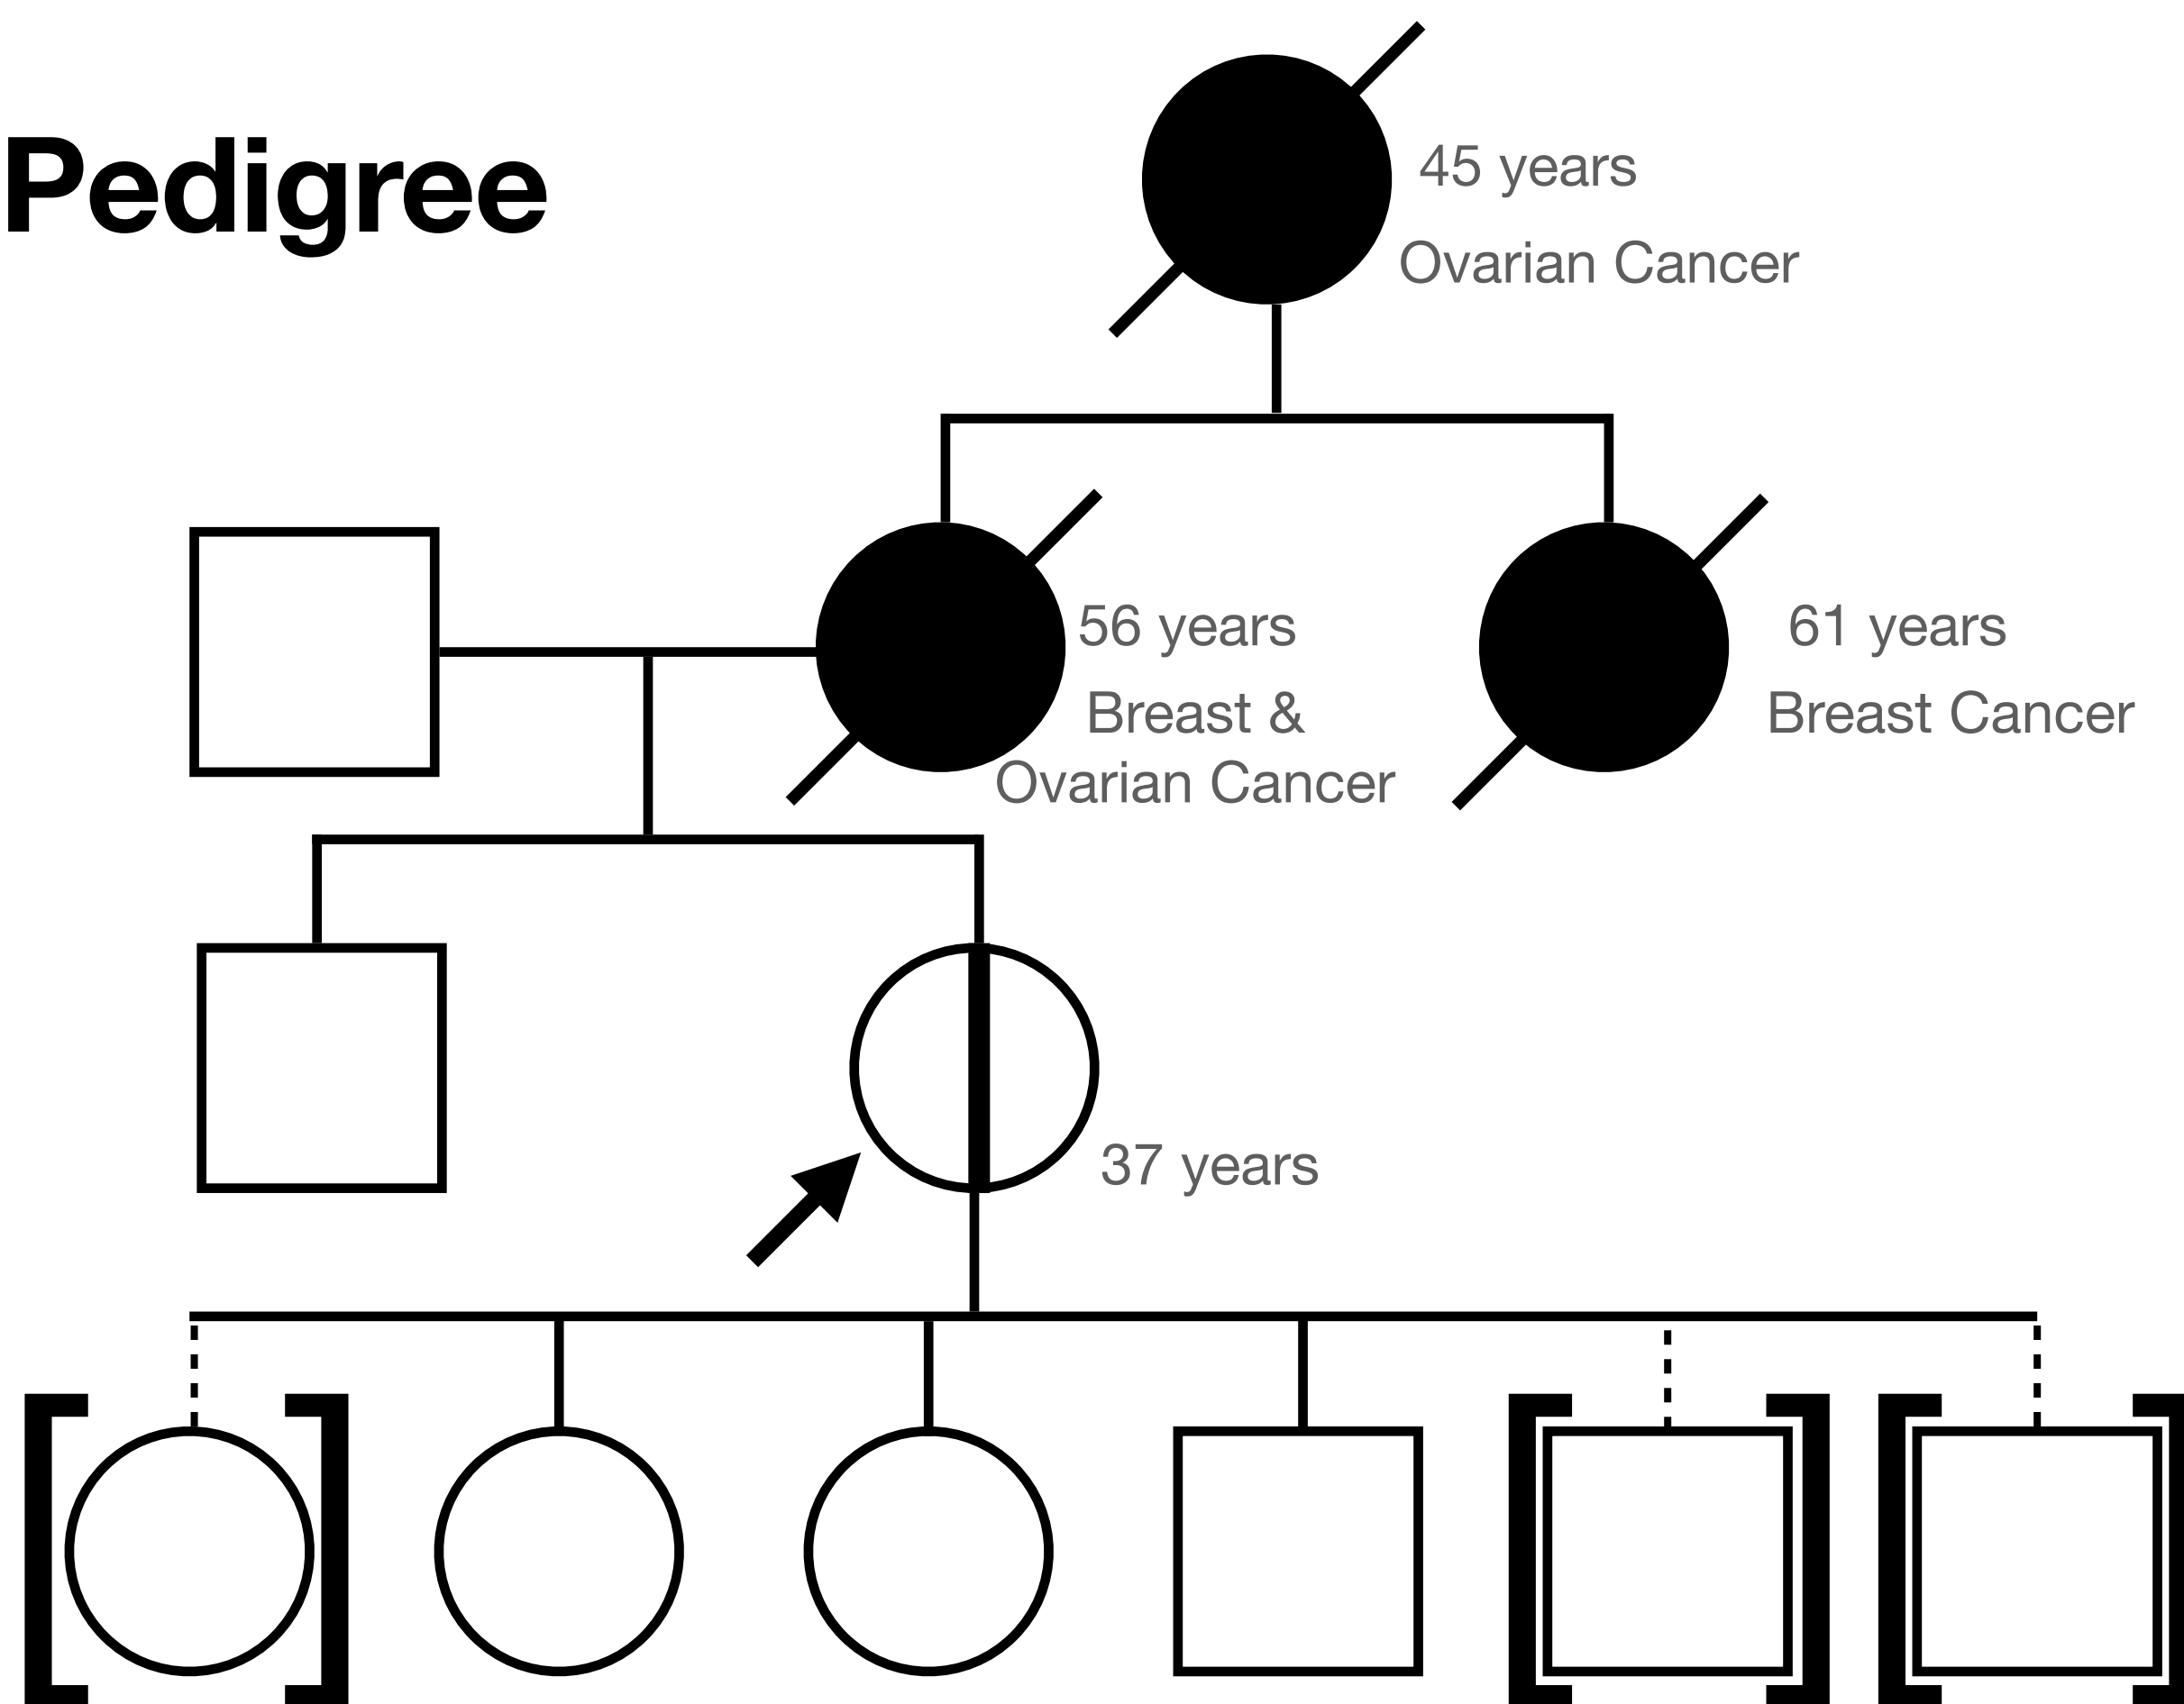 Pedigree
45 years
Ovarian Cancer
56 years
Breast &
Ovarian Cancer
61 years
Breast Cancer
37 years